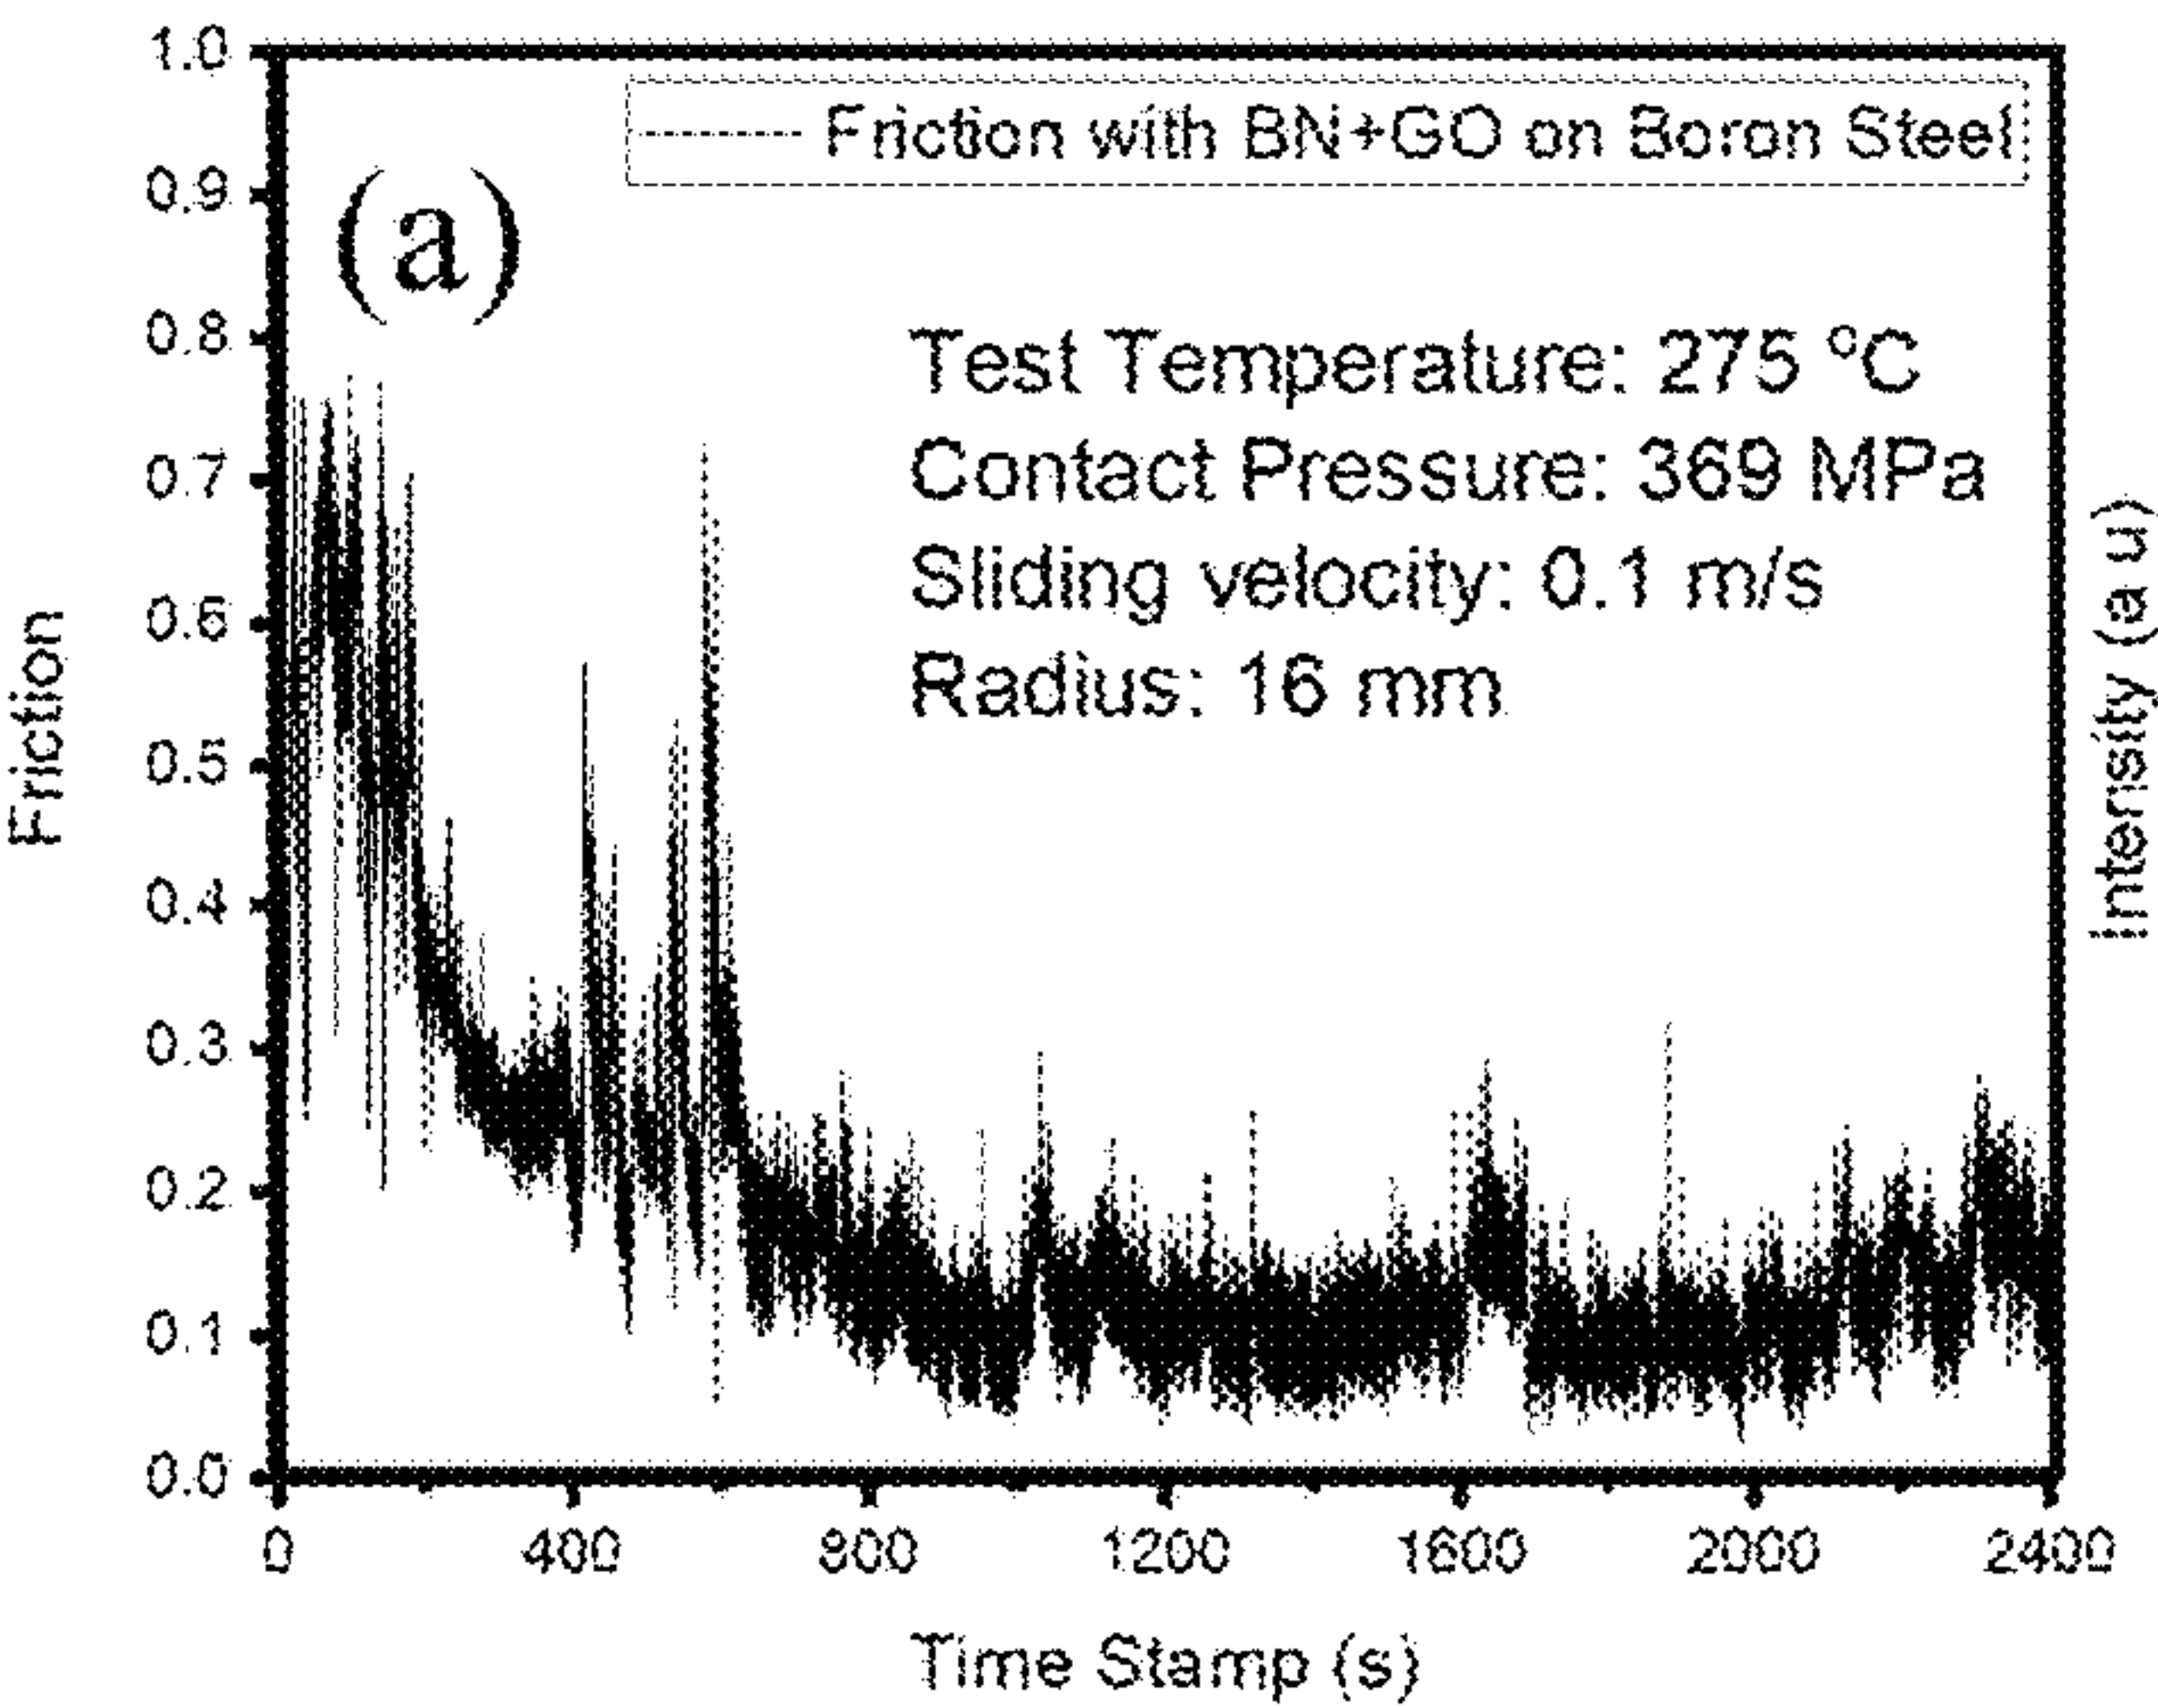 Friction with BN+GO on Boron Steel
(a)
Test Temperature: 275 °C
Contact Pressure: 369 MPa
Sliding velocity: 0.1 m/s
Radius: 16 mm
Friction
1.0
0.9
0.8
0.7
0.6
0.5
0.4
0.3
0.2
0.1
0.0
0 400 800 1200 1600 2000 2400
Time Stamp (s)
Intensity (a u)